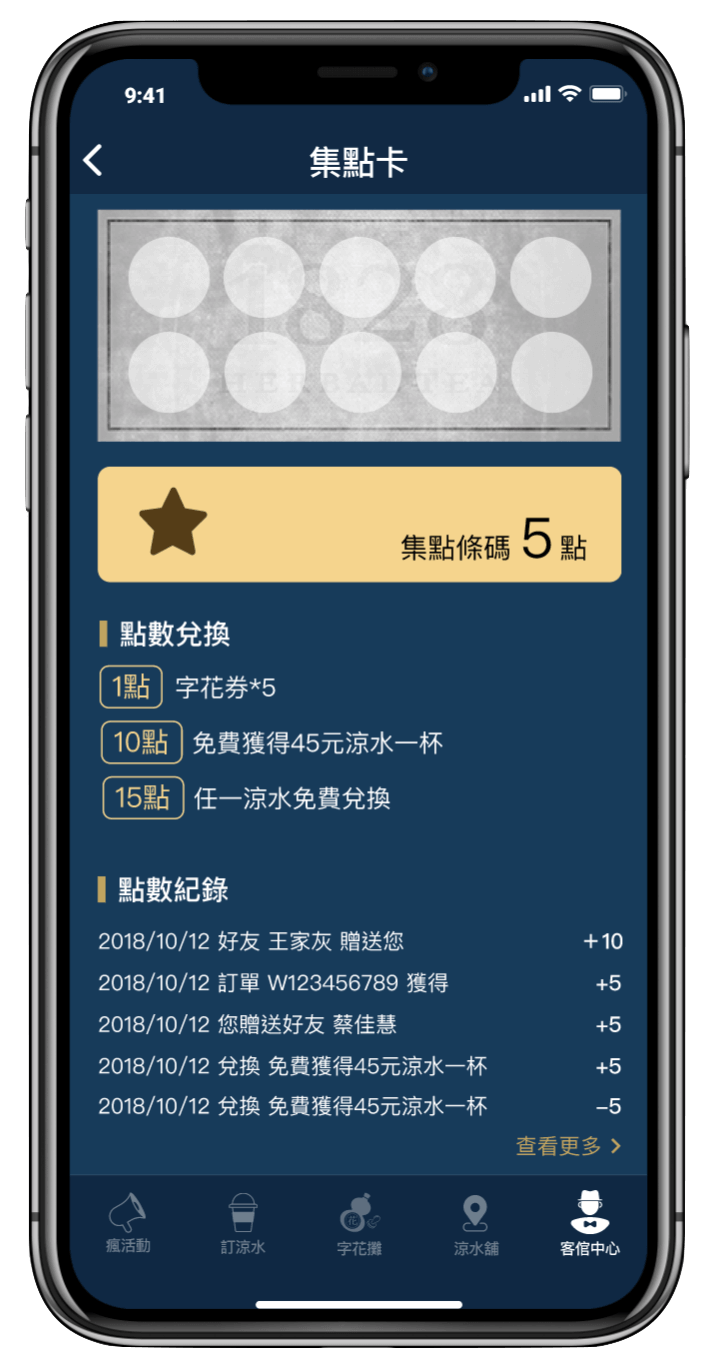 9:41
集點卡
1828
HERBAL TEA
集點條碼 5 點
點數兌換
1點 字花券*5
10點 免費獲得45元涼水一杯
15點 任一涼水免費兌換
點數紀錄
2018/10/12 好友 王家灰 贈送您 +10
2018/10/12 訂單 W123456789 獲得 +5
2018/10/12 您贈送好友 蔡佳慧 +5
2018/10/12 兌換 免費獲得45元涼水一杯 +5
2018/10/12 兌換 免費獲得45元涼水一杯 −5
查看更多 >
花
瘋活動 訂涼水 字花攤 涼水舖 客倌中心